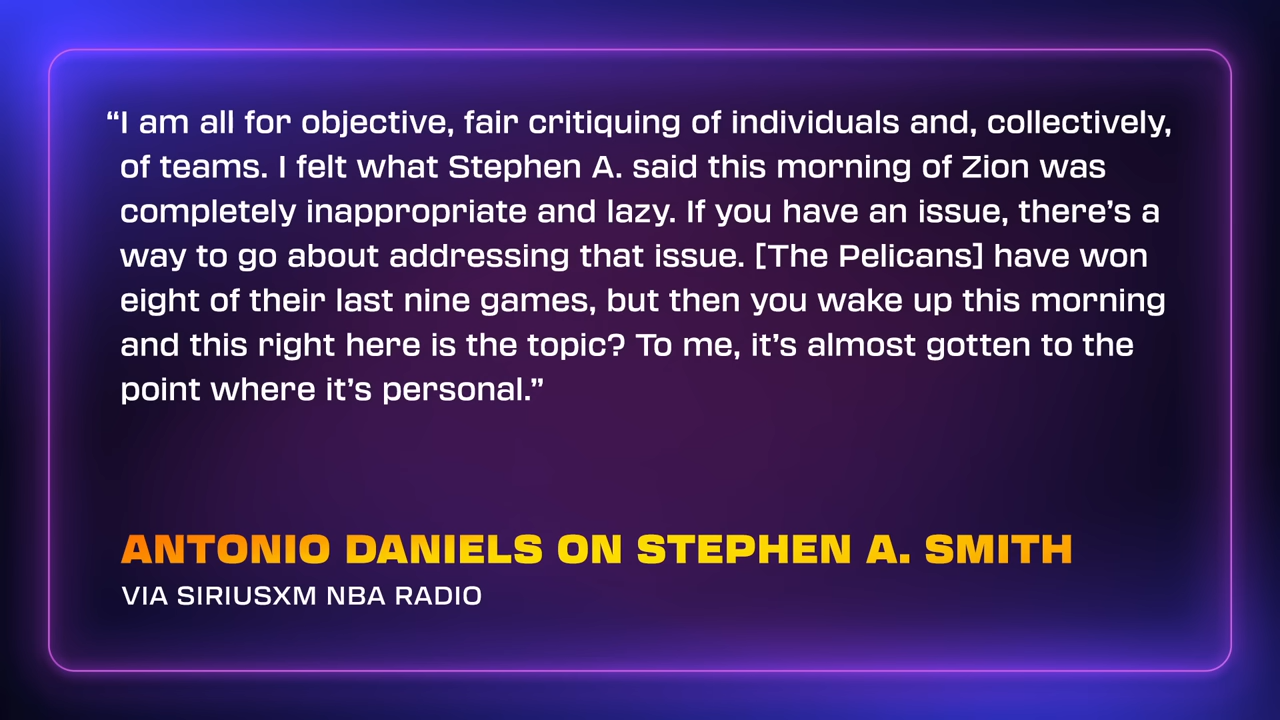 “I am all for objective, fair critiquing of individuals and, collectively,
of teams. I felt what Stephen A. said this morning of Zion was
completely inappropriate and lazy. If you have an issue, there’s a
way to go about addressing that issue. [The Pelicans] have won
eight of their last nine games, but then you wake up this morning
and this right here is the topic? To me, it’s almost gotten to the
point where it’s personal.”
ANTONIO DANIELS ON STEPHEN A. SMITH
VIA SIRIUSXM NBA RADIO